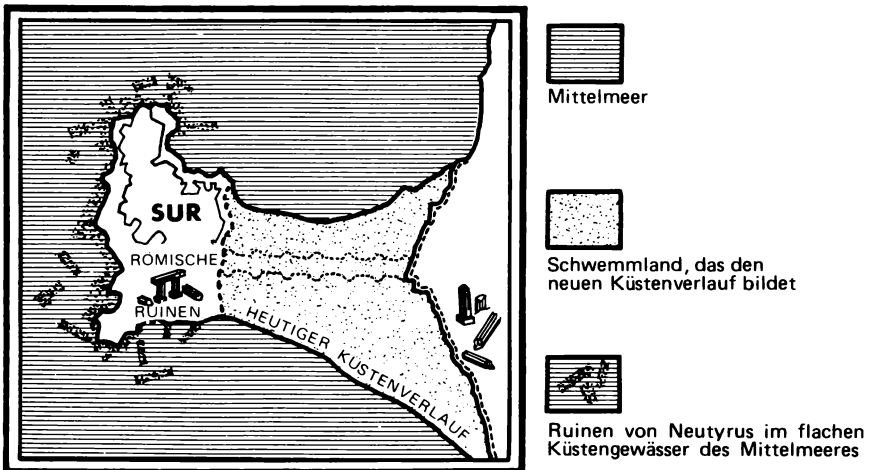 SUR
RÖMISCHE
RUINEN
HEUTIGER KÜSTENVERLAUF
Mittelmeer
Schwemmland, das den
neuen Küstenverlauf bildet
Ruinen von Neutyrus im flachen
Küstengewässer des Mittelmeeres